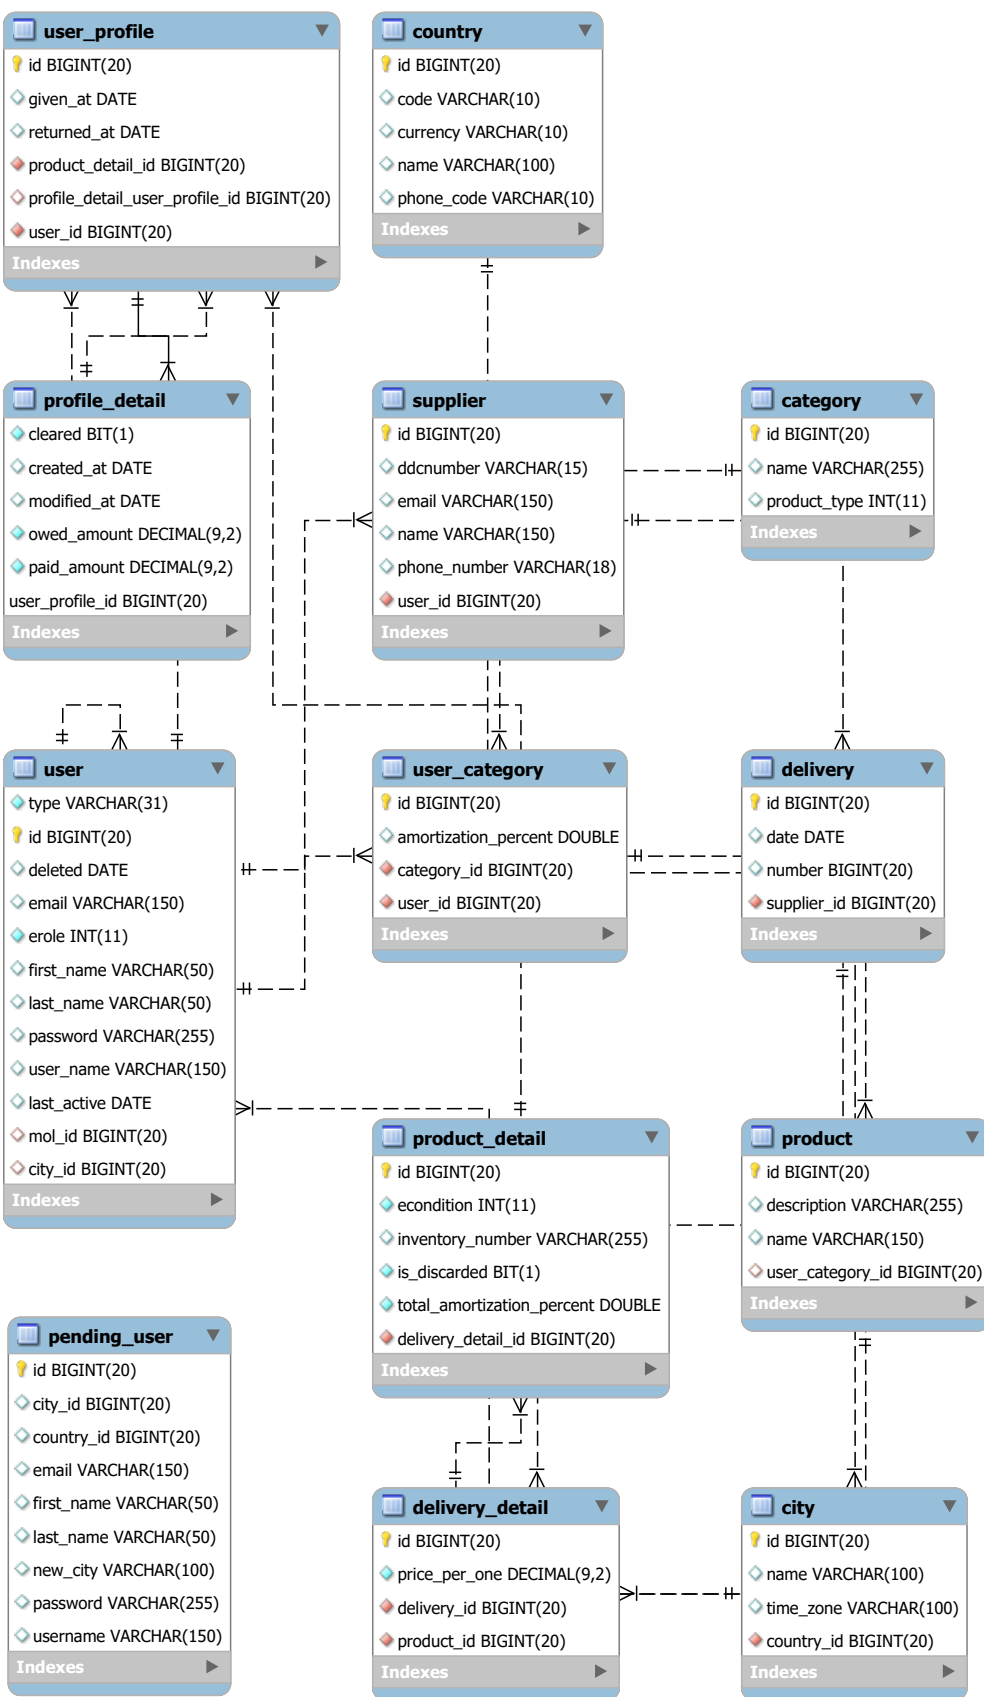 user_profile
id BIGINT(20)
given_at DATE
returned_at DATE
product_detail_id BIGINT(20)
profile_detail_user_profile_id BIGINT(20)
user_id BIGINT(20)
Indexes
country
id BIGINT(20)
code VARCHAR(10)
currency VARCHAR(10)
name VARCHAR(100)
phone_code VARCHAR(10)
Indexes
profile_detail
cleared BIT(1)
created_at DATE
modified_at DATE
owed_amount DECIMAL(9,2)
paid_amount DECIMAL(9,2)
user_profile_id BIGINT(20)
Indexes
supplier
id BIGINT(20)
ddcnumber VARCHAR(15)
email VARCHAR(150)
name VARCHAR(150)
phone_number VARCHAR(18)
user_id BIGINT(20)
Indexes
category
id BIGINT(20)
name VARCHAR(255)
product_type INT(11)
Indexes
user
type VARCHAR(31)
id BIGINT(20)
deleted DATE
email VARCHAR(150)
erole INT(11)
first_name VARCHAR(50)
last_name VARCHAR(50)
password VARCHAR(255)
user_name VARCHAR(150)
last_active DATE
mol_id BIGINT(20)
city_id BIGINT(20)
Indexes
user_category
id BIGINT(20)
amortization_percent DOUBLE
category_id BIGINT(20)
user_id BIGINT(20)
Indexes
delivery
id BIGINT(20)
date DATE
number BIGINT(20)
supplier_id BIGINT(20)
Indexes
product_detail
id BIGINT(20)
econdition INT(11)
inventory_number VARCHAR(255)
is_discarded BIT(1)
total_amortization_percent DOUBLE
delivery_detail_id BIGINT(20)
Indexes
product
id BIGINT(20)
description VARCHAR(255)
name VARCHAR(150)
user_category_id BIGINT(20)
Indexes
pending_user
id BIGINT(20)
city_id BIGINT(20)
country_id BIGINT(20)
email VARCHAR(150)
first_name VARCHAR(50)
last_name VARCHAR(50)
new_city VARCHAR(100)
password VARCHAR(255)
username VARCHAR(150)
Indexes
delivery_detail
id BIGINT(20)
price_per_one DECIMAL(9,2)
delivery_id BIGINT(20)
product_id BIGINT(20)
Indexes
city
id BIGINT(20)
name VARCHAR(100)
time_zone VARCHAR(100)
country_id BIGINT(20)
Indexes